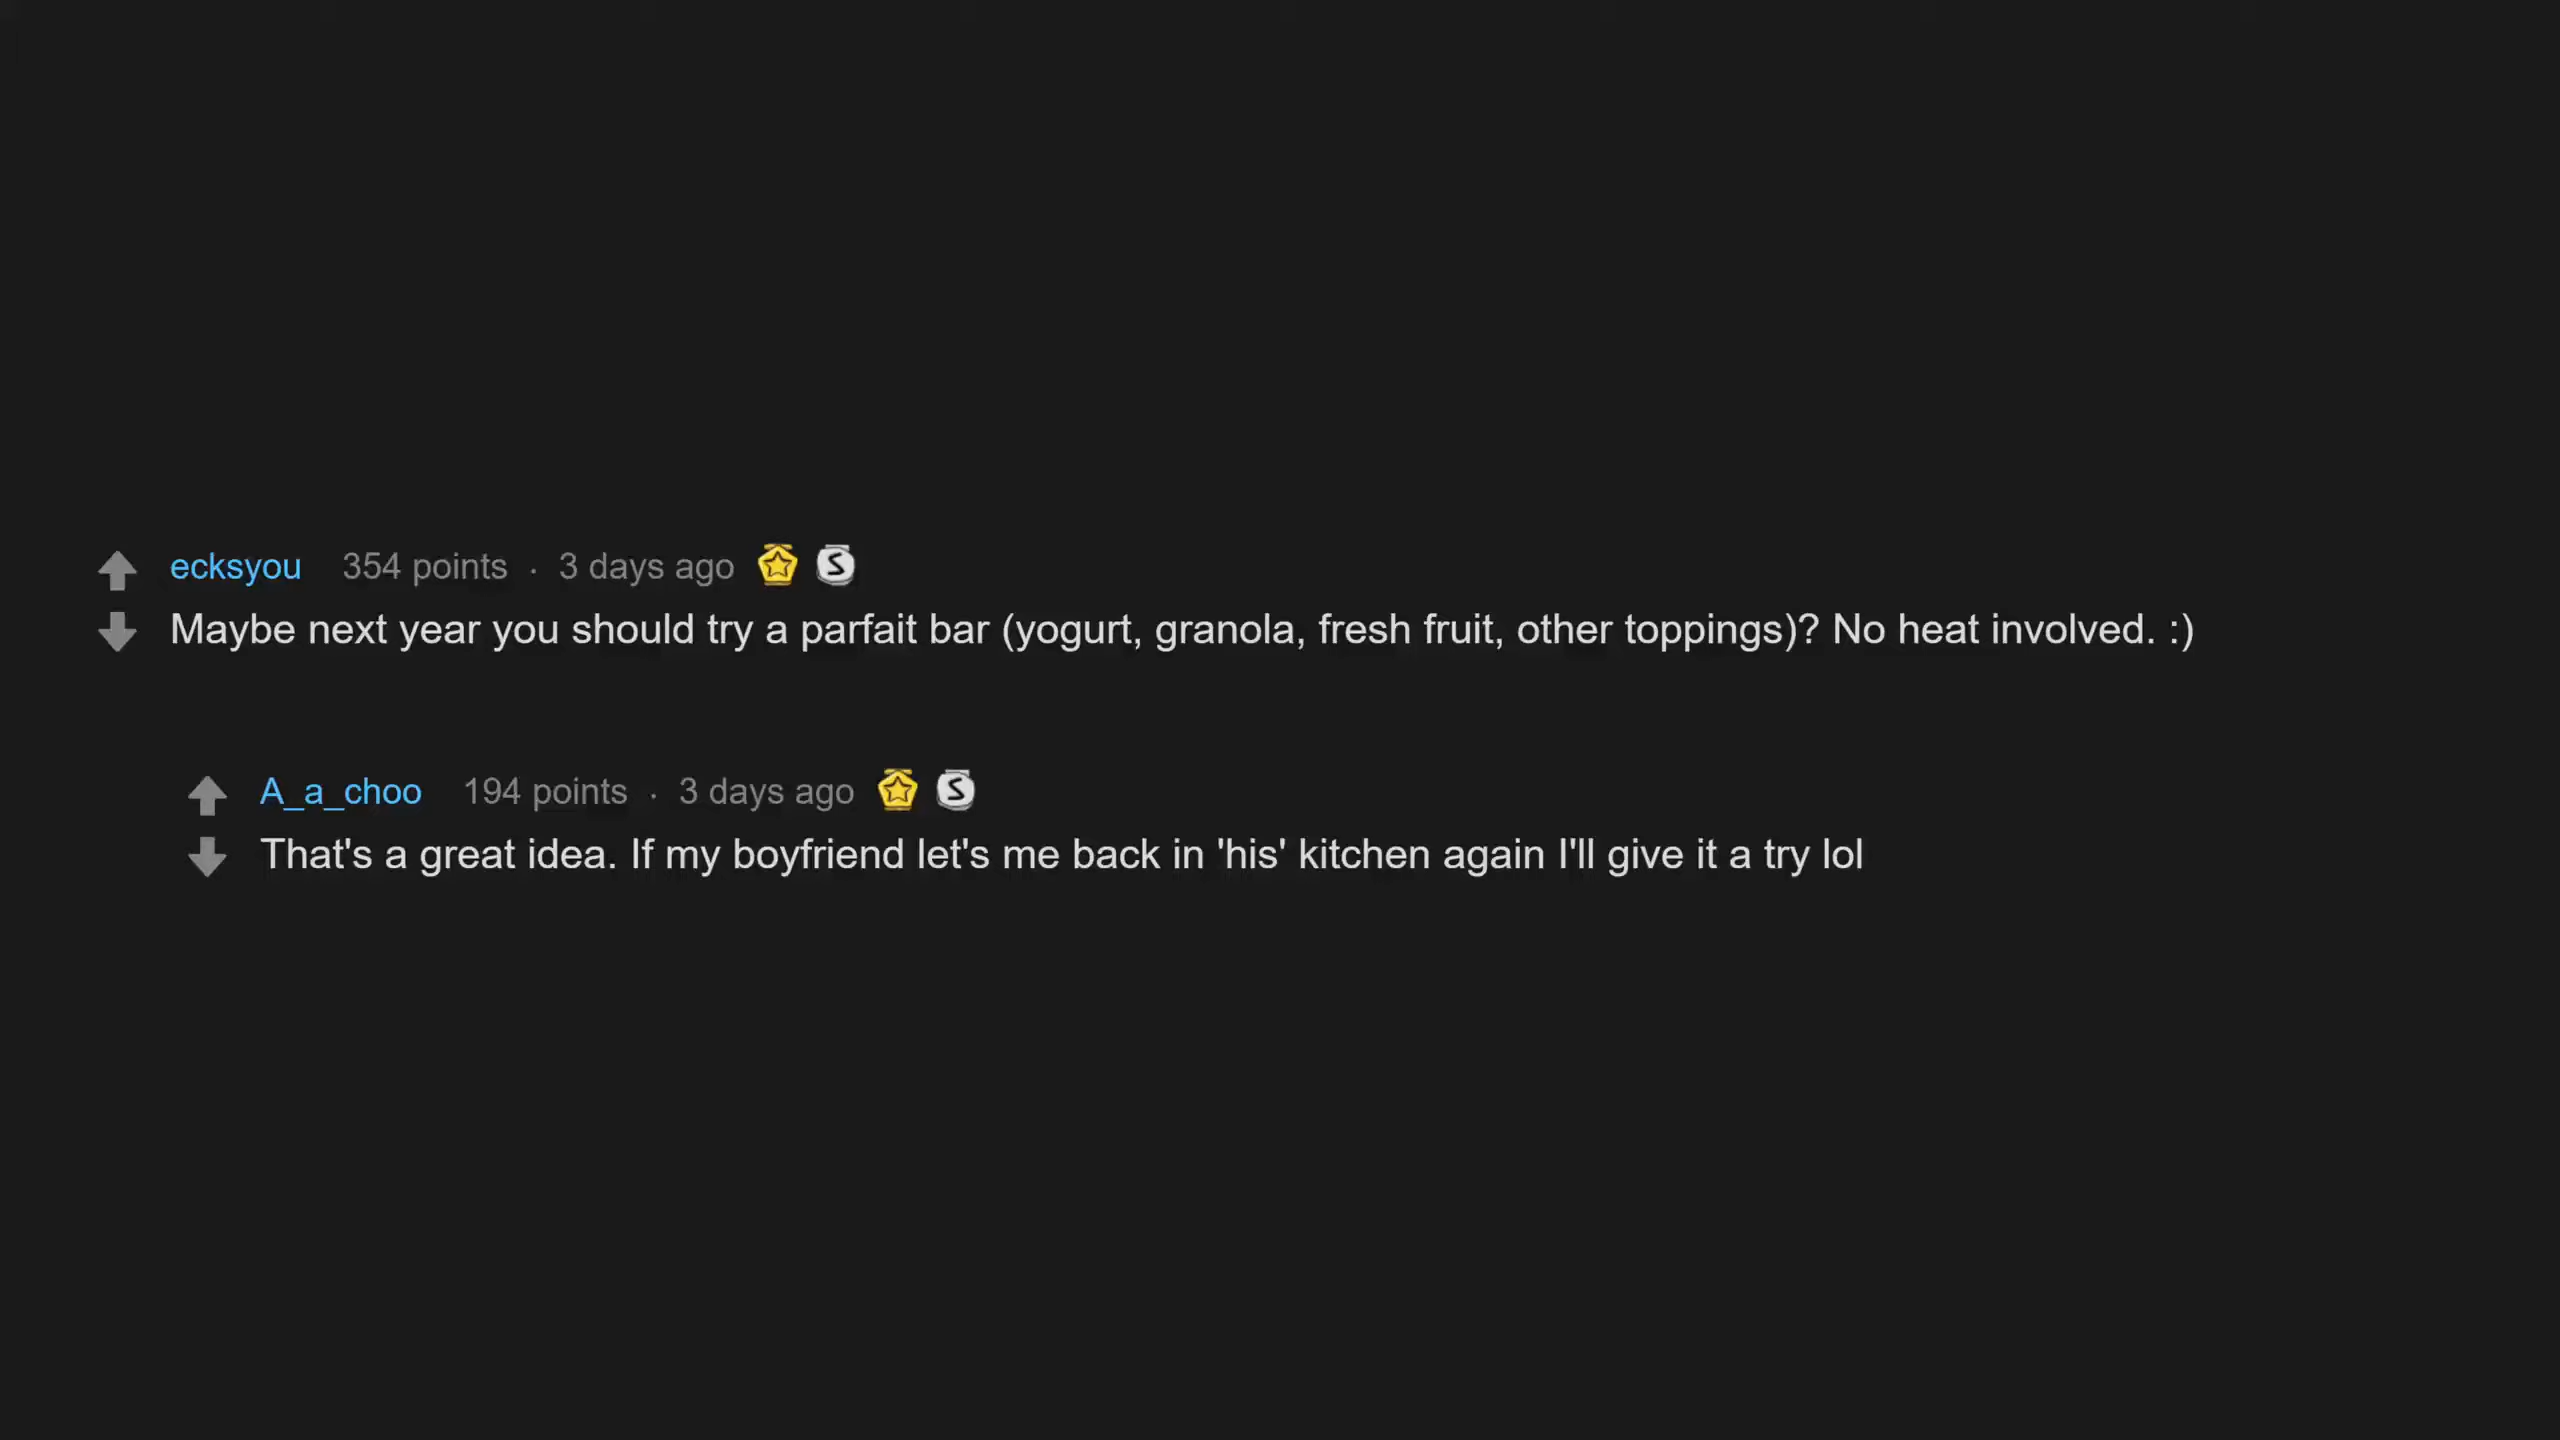 ecksyou 354 points · 3 days ago S
Maybe next year you should try a parfait bar (yogurt, granola, fresh fruit, other toppings)? No heat involved. :)
A_a_choo 194 points · 3 days ago S
That's a great idea. If my boyfriend let's me back in 'his' kitchen again I'll give it a try lol